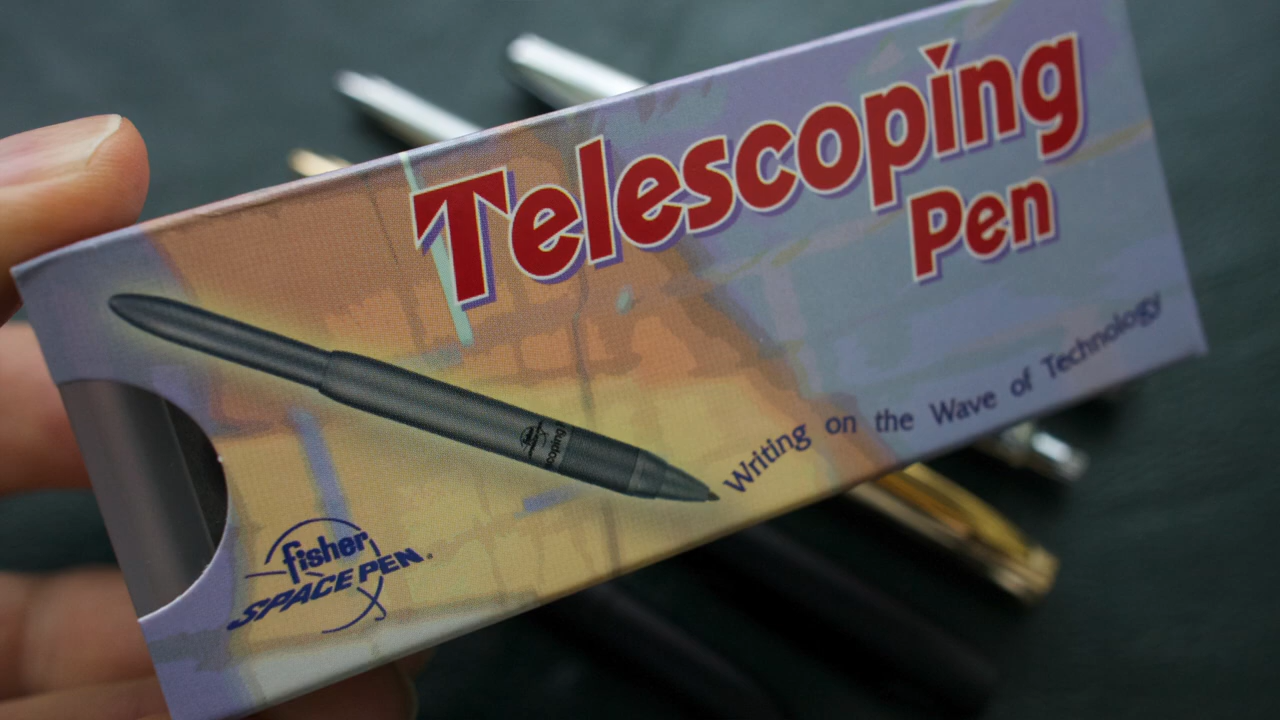 Telescoping
Pen
Writing on the Wave of Technology
fisher
SPACE PEN